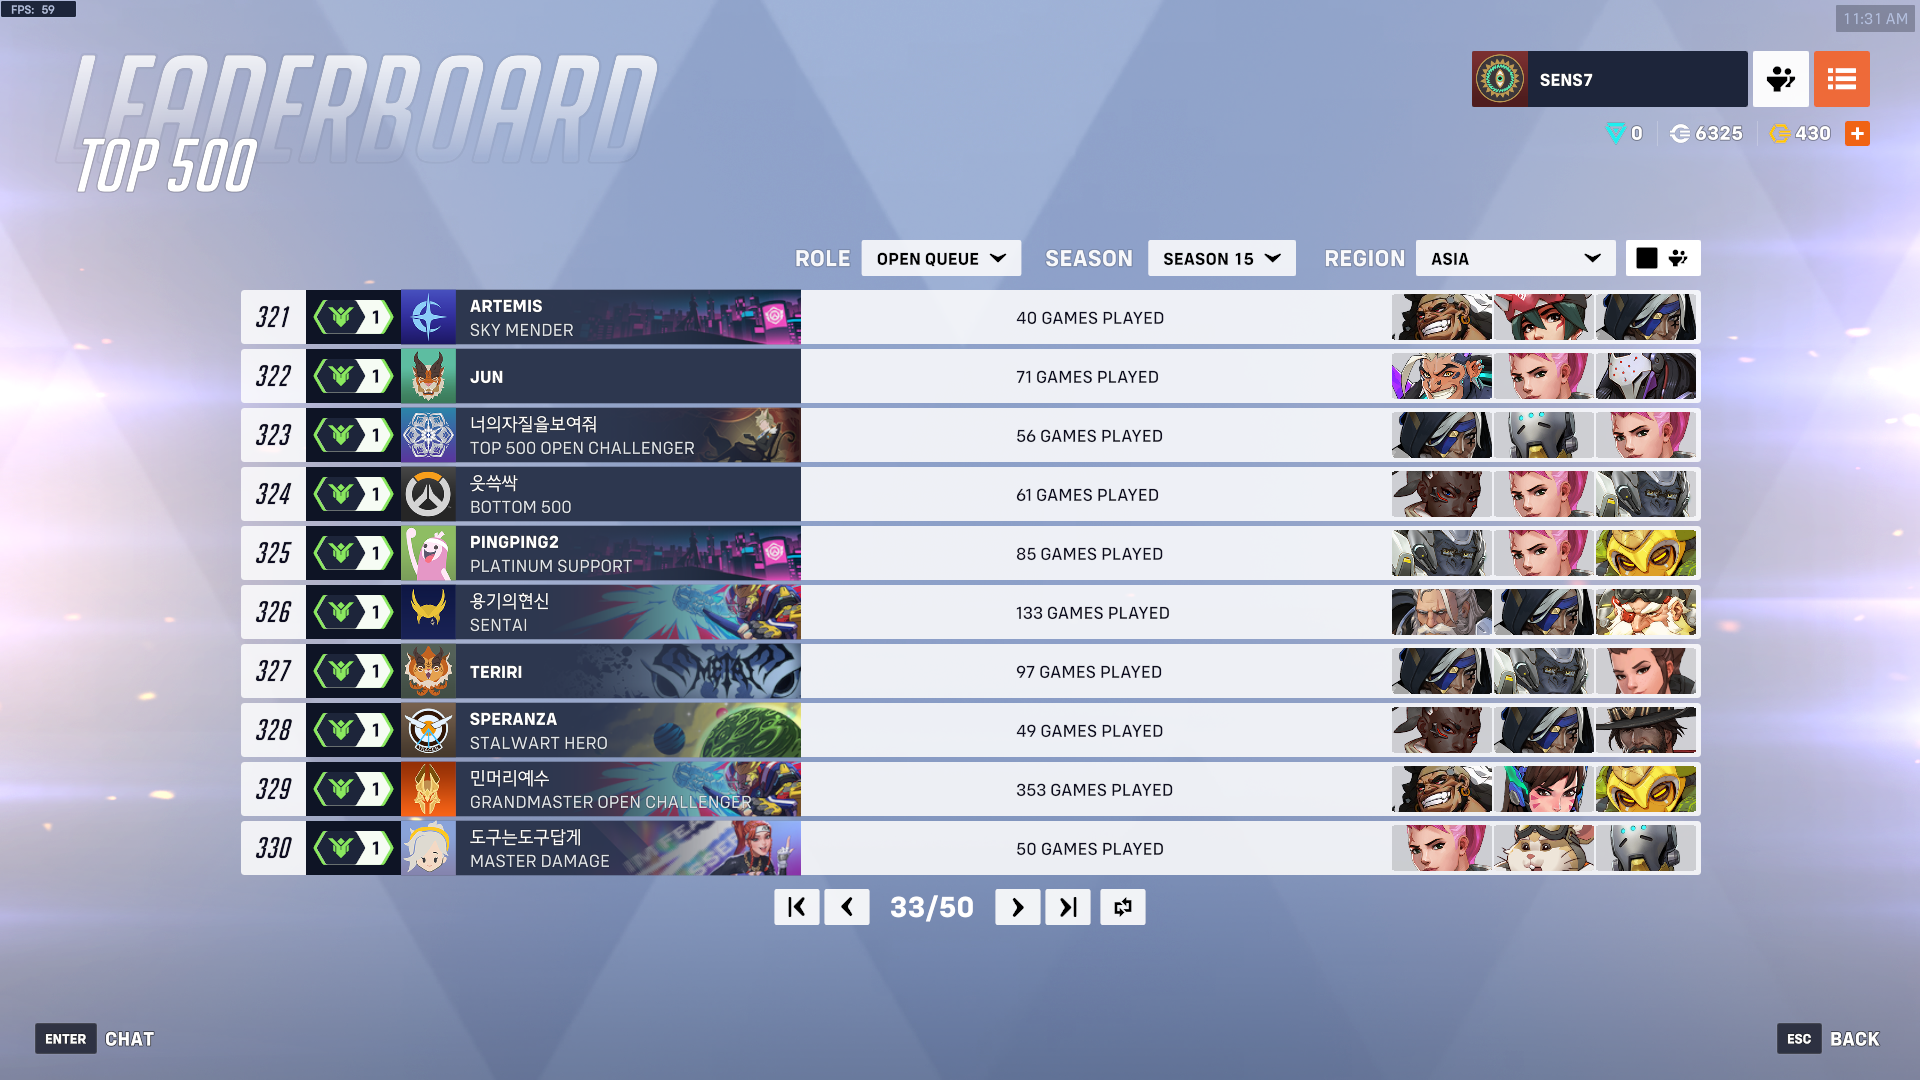 FPS: 59
11:31 AM
LEADERBOARD
TOP 500
SENS7
0
6325
430
ROLE
OPEN QUEUE
SEASON
SEASON 15
REGION
ASIA
321
1
ARTEMIS
SKY MENDER
40 GAMES PLAYED
322
1
JUN
71 GAMES PLAYED
323
1
너의자질을보여줘
TOP 500 OPEN CHALLENGER
56 GAMES PLAYED
324
1
웃쓱싹
BOTTOM 500
61 GAMES PLAYED
325
1
PINGPING2
PLATINUM SUPPORT
85 GAMES PLAYED
326
1
용기의현신
SENTAI
133 GAMES PLAYED
327
1
TERIRI
97 GAMES PLAYED
328
1
SPERANZA
STALWART HERO
49 GAMES PLAYED
329
1
민머리예수
GRANDMASTER OPEN CHALLENGER
353 GAMES PLAYED
330
1
도구는도구답게
MASTER DAMAGE
50 GAMES PLAYED
33/50
ENTER
CHAT
ESC
BACK